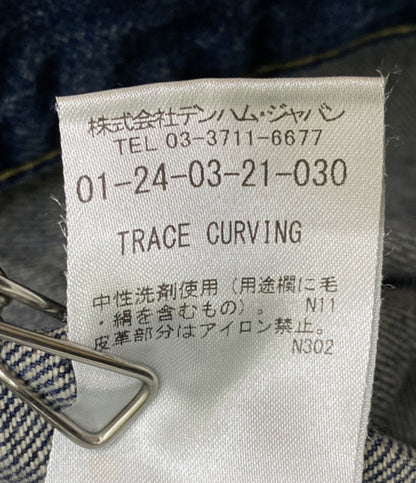 株式会社デンハム・ジャパン
TEL 03-3711-6677
01-24-03-21-030
TRACE CURVING
中性洗剤使用(用途欄に毛
・絹を含むもの)。 N11
皮革部分はアイロン禁止。
N302